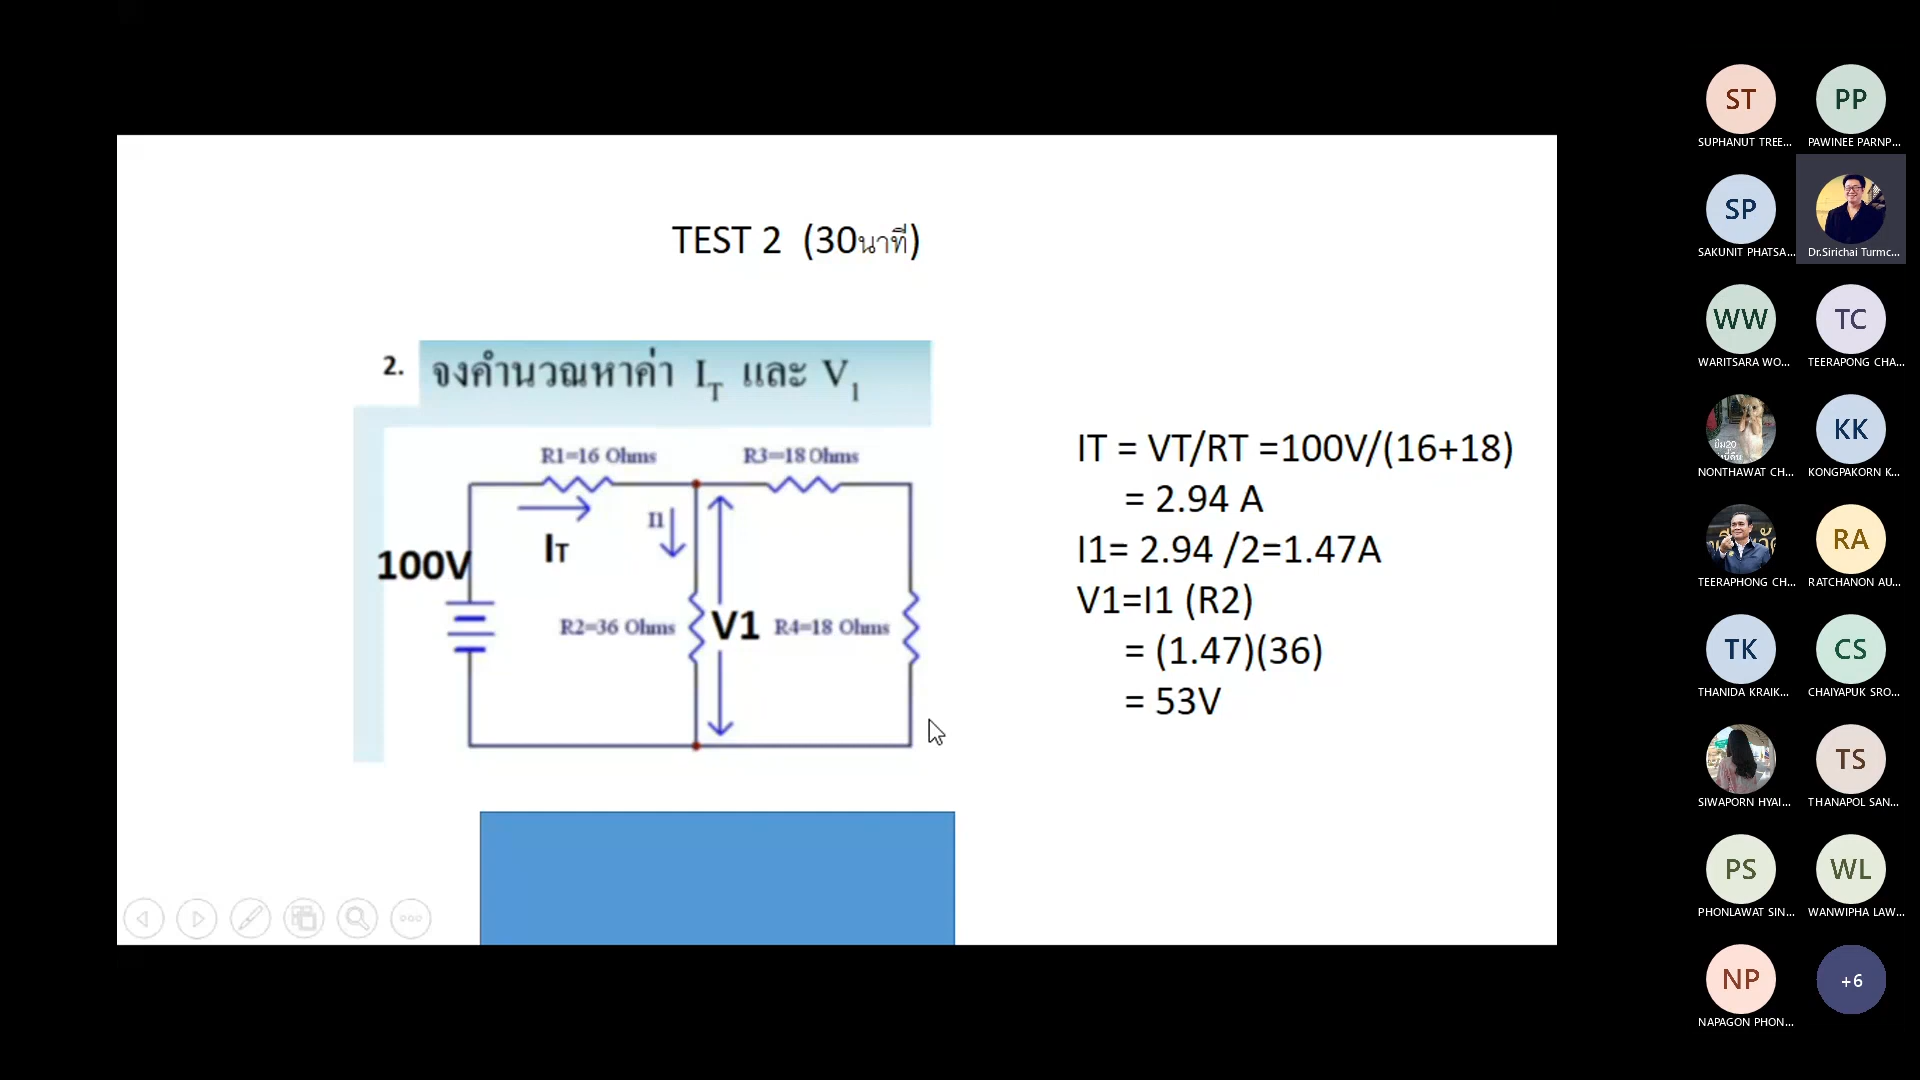 TEST 2 (30นาที)
2. จงคำนวณหาค่า IT และ V1
R1=16 Ohms
R3=18 Ohms
I1
IT
100V
R2=36 Ohms
V1
R4=18 Ohms
IT = VT/RT =100V/(16+18)
= 2.94 A
I1= 2.94 /2=1.47A
V1=I1 (R2)
= (1.47)(36)
= 53V
ST
SUPHANUT TREE...
PP
PAWINEE PARNP...
SP
SAKUNIT PHATSA...
Dr.Sirichai Turmc...
WW
WARITSARA WO...
TC
TEERAPONG CHA...
NONTHAWAT CH...
KK
KONGPAKORN K...
TEERAPHONG CH...
RA
RATCHANON AU...
TK
THANIDA KRAIK...
CS
CHAIYAPUK SRO...
SIWAPORN HYAI...
TS
THANAPOL SAN...
PS
PHONLAWAT SIN...
WL
WANWIPHA LAW...
NP
NAPAGON PHON...
+6